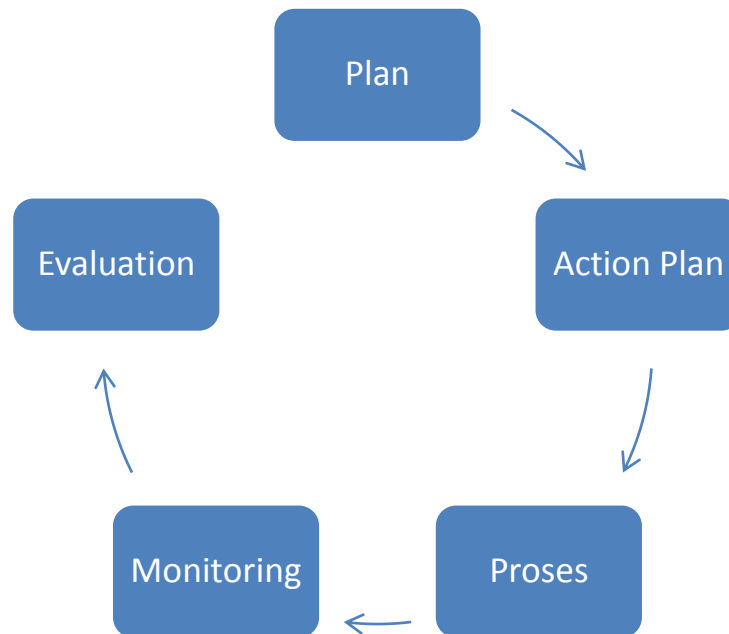 Plan
Action Plan
Proses
Monitoring
Evaluation